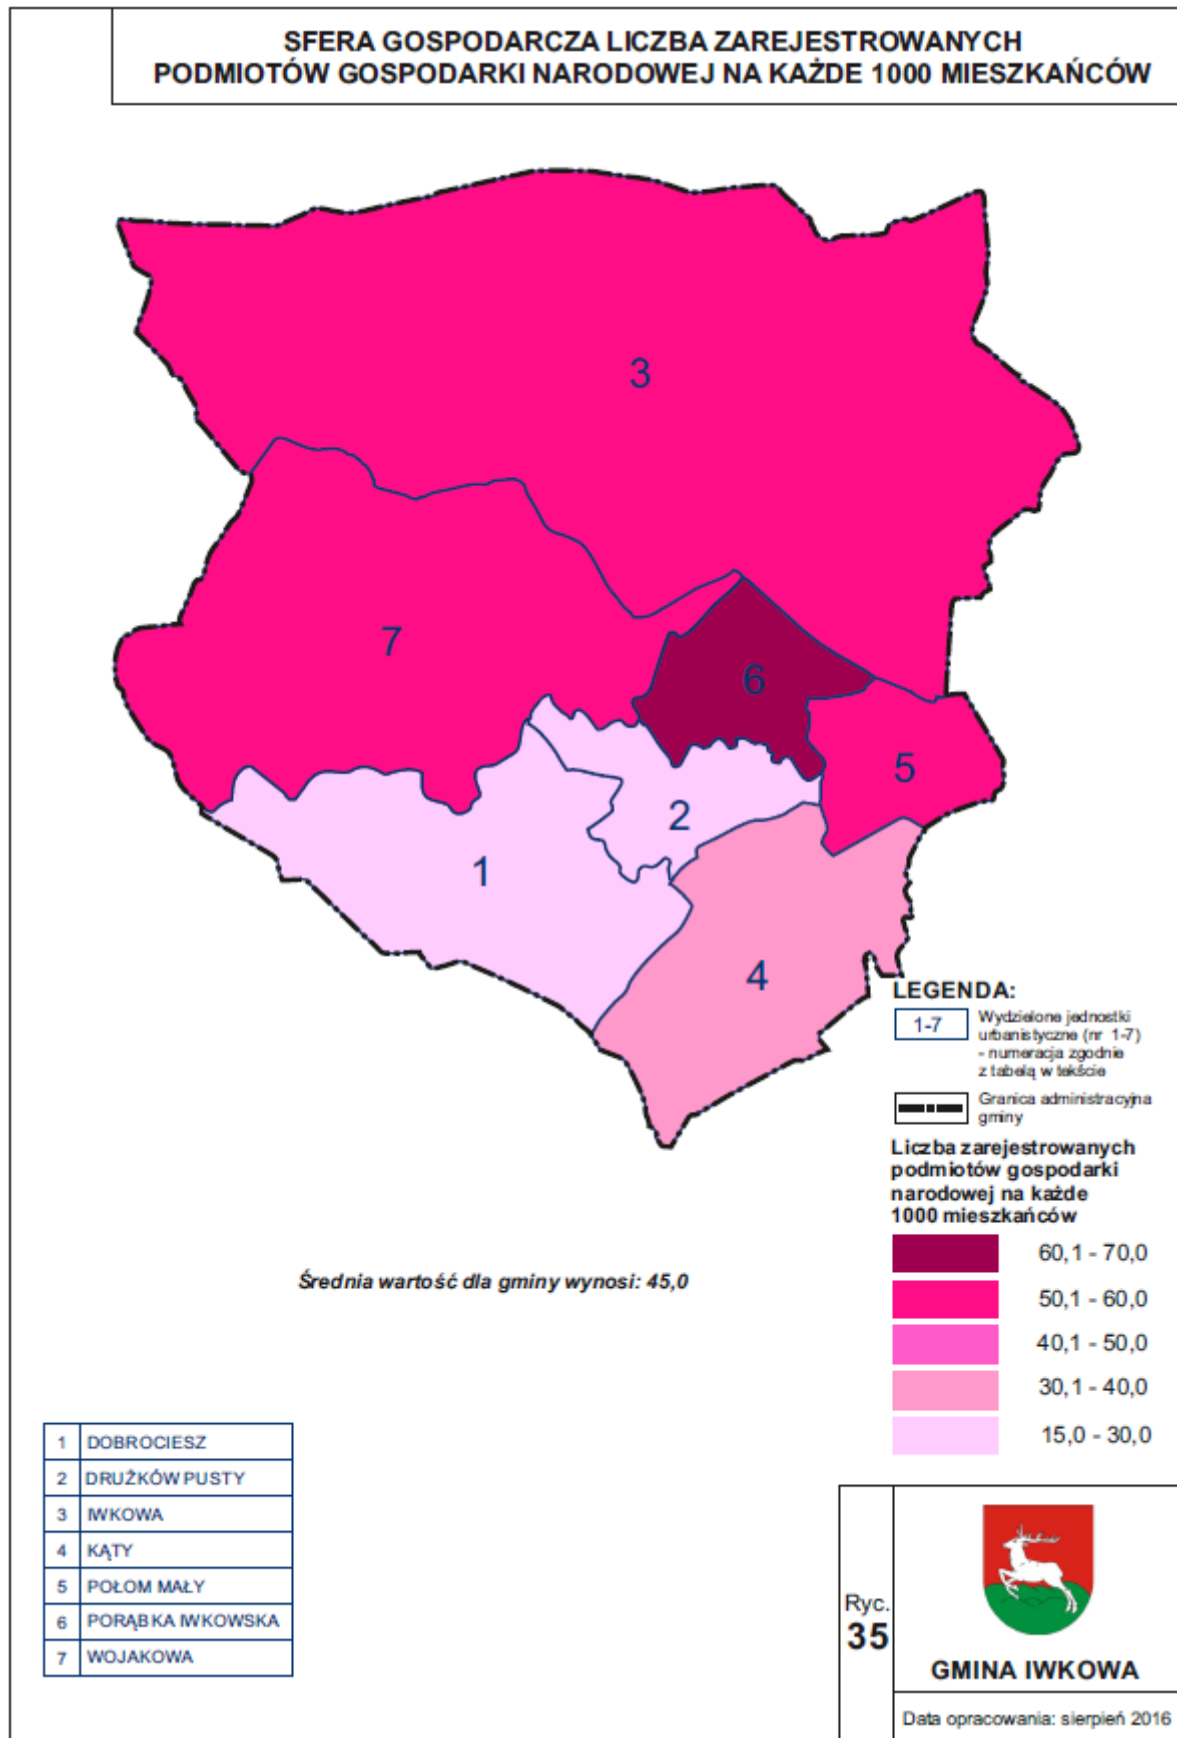 SFERA GOSPODARCZA LICZBA ZAREJESTROWANYCH
PODMIOTÓW GOSPODARKI NARODOWEJ NA KAŻDE 1000 MIESZKAŃCÓW
3
7
6
5
2
1
4
LEGENDA:
1-7
Wydzielone jednostki
urbanistyczne (nr 1-7)
- numeracja zgodnie
z tabelą w tekście
Granica administracyjna
gminy
Liczba zarejestrowanych
podmiotów gospodarki
narodowej na każde
1000 mieszkańców
60,1 - 70,0
50,1 - 60,0
40,1 - 50,0
30,1 - 40,0
15,0 - 30,0
Średnia wartość dla gminy wynosi: 45,0
1 DOBROCIESZ
2 DRUŻKÓW PUSTY
3 IWKOWA
4 KĄTY
5 POŁOM MAŁY
6 PORĄBKA IWKOWSKA
7 WOJAKOWA
Ryc.
35
GMINA IWKOWA
Data opracowania: sierpień 2016